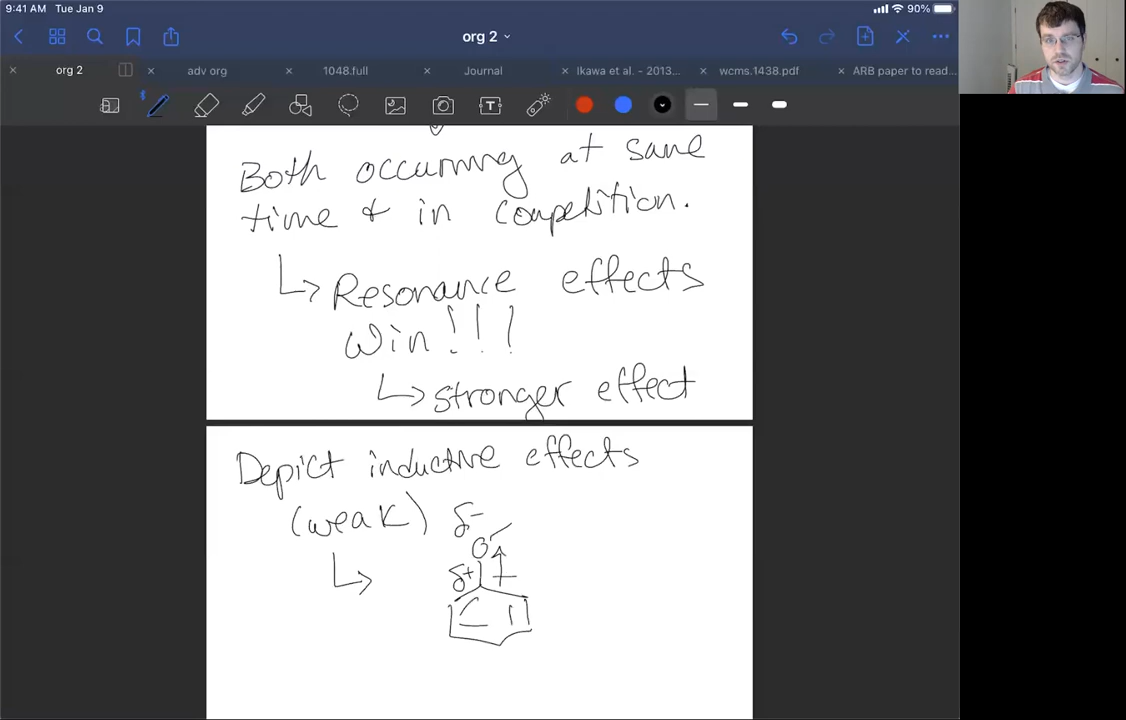 9:41 AM Tue Jan 9
90%
org 2
org 2
adv org
1048.full
Journal
Ikawa et al. - 2013...
wcms.1438.pdf
ARB paper to read...
Both occurring at same
time & in competition.
Resonance effects
win!!!
stronger effect
Depict inductive effects
(weak) δ-
O
δ+